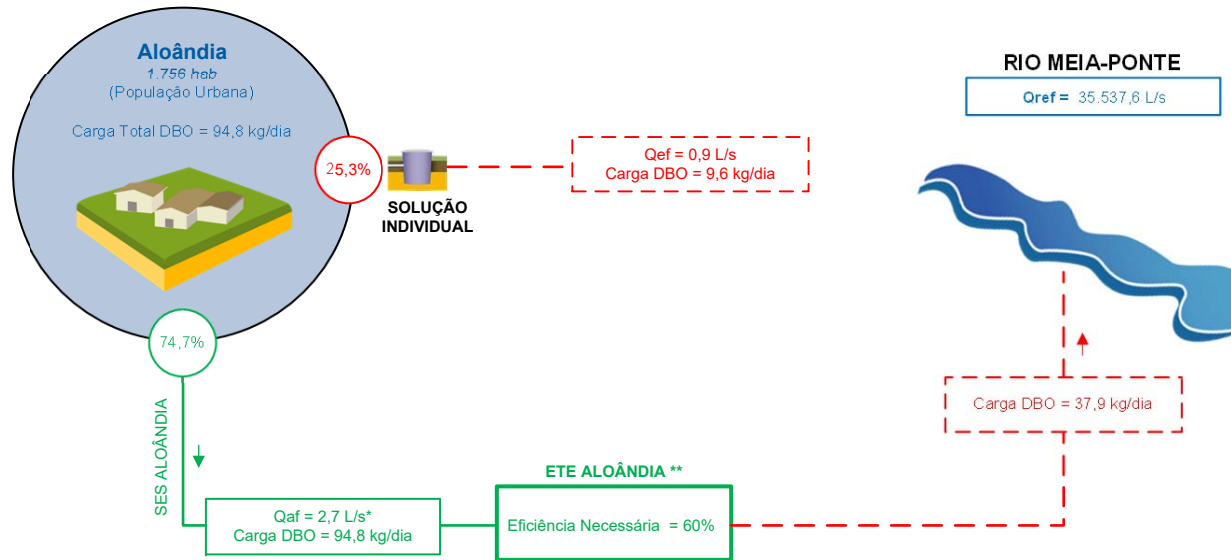 Aloândia
1.756 hab
(População Urbana)
Carga Total DBO = 94,8 kg/dia
25,3%
SOLUÇÃO
INDIVIDUAL
Qef = 0,9 L/s
Carga DBO = 9,6 kg/dia
RIO MEIA-PONTE
Qref = 35.537,6 L/s
74,7%
SES ALOÂNDIA
Qaf = 2,7 L/s*
Carga DBO = 94,8 kg/dia
ETE ALOÂNDIA **
Eficiência Necessária = 60%
Carga DBO = 37,9 kg/dia